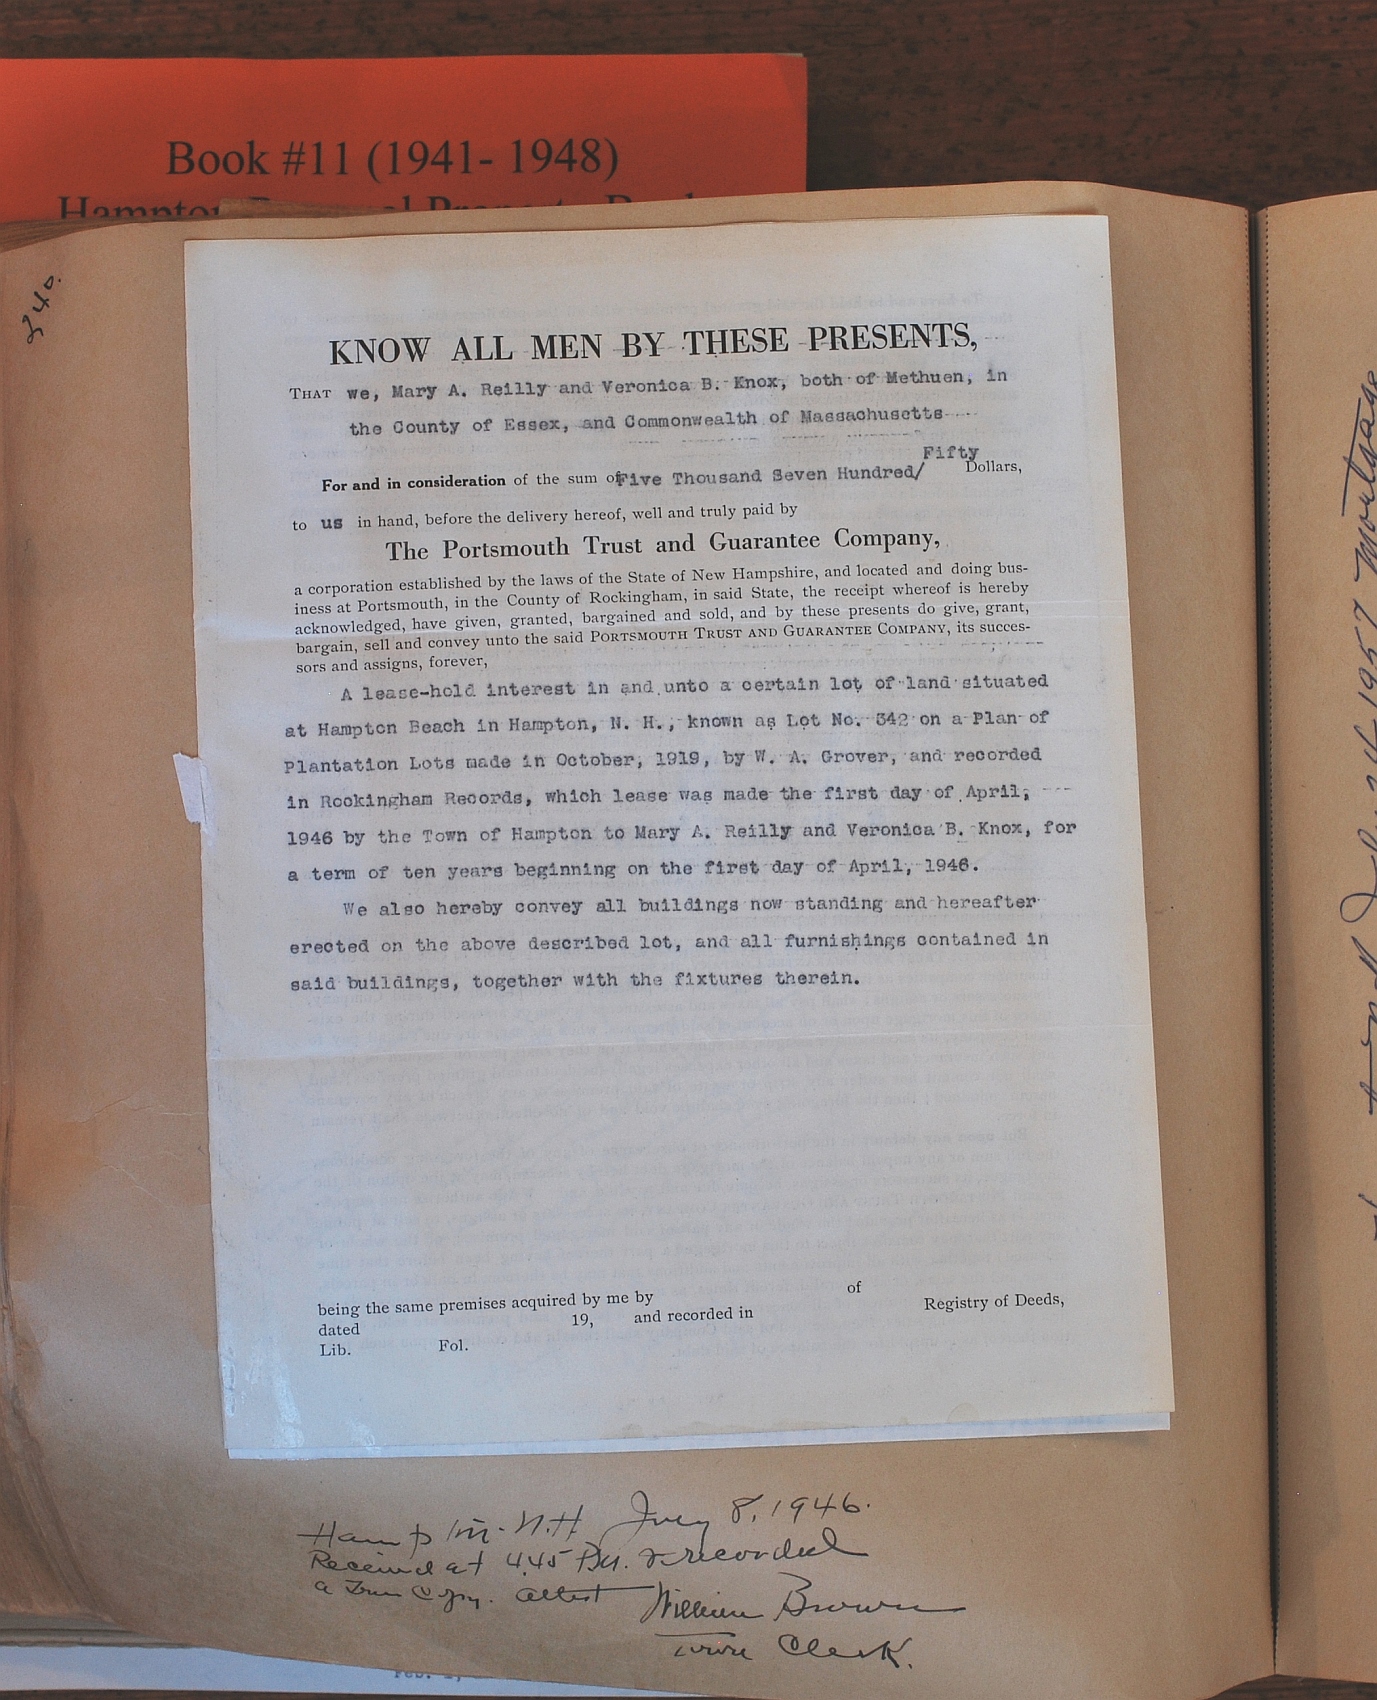 Book #11 (1941- 1948)
Hampton
240.
KNOW ALL MEN BY THESE PRESENTS,
THAT we, Mary A. Reilly and Veronica B. Knox, both of Methuen, in
the County of Essex, and Commonwealth of Massachusetts
Fifty
For and in consideration of the sum of Five Thousand Seven Hundred/ Dollars,
to us in hand, before the delivery hereof, well and truly paid by
The Portsmouth Trust and Guarantee Company,
a corporation established by the laws of the State of New Hampshire, and located and doing bus-
iness at Portsmouth, in the County of Rockingham, in said State, the receipt whereof is hereby
acknowledged, have given, granted, bargained and sold, and by these presents do give, grant,
bargain, sell and convey unto the said PORTSMOUTH TRUST AND GUARANTEE COMPANY, its succes-
sors and assigns, forever,
A lease-hold interest in and unto a certain lot of land situated
at Hampton Beach in Hampton, N. H., known as Lot No. 342 on a Plan of
Plantation Lots made in October, 1919, by W. A. Grover, and recorded
in Rockingham Records, which lease was made the first day of April,
1946 by the Town of Hampton to Mary A. Reilly and Veronica B. Knox, for
a term of ten years beginning on the first day of April, 1946.
We also hereby convey all buildings now standing and hereafter
erected on the above described lot, and all furnishings contained in
said buildings, together with the fixtures therein.
being the same premises acquired by me by of
dated 19, and recorded in Registry of Deeds,
Lib. Fol.
Hampton. N.H July 8, 1946.
Received at 4.45 P.M. & recorded
a True Copy. attest William Brown
Town Clerk.
1957 Mortgage